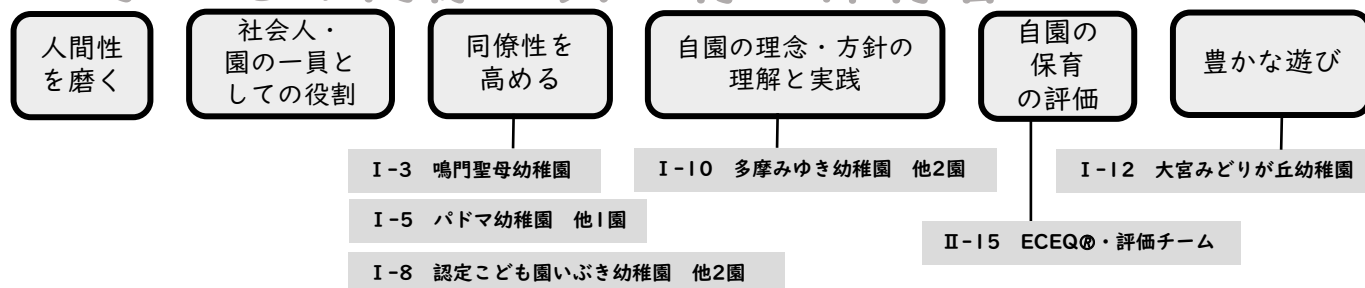 人間性
を磨く
社会人・
園の一員と
しての役割
同僚性を
高める
自園の理念・方針の
理解と実践
自園の
保育
の評価
豊かな遊び
Ⅰ-3 鳴門聖母幼稚園
Ⅰ-5 パドマ幼稚園 他1園
Ⅰ-8 認定こども園いぶき幼稚園 他2園
Ⅰ-10 多摩みゆき幼稚園 他2園
Ⅱ-15 ECEQ®・評価チーム
Ⅰ-12 大宮みどりが丘幼稚園